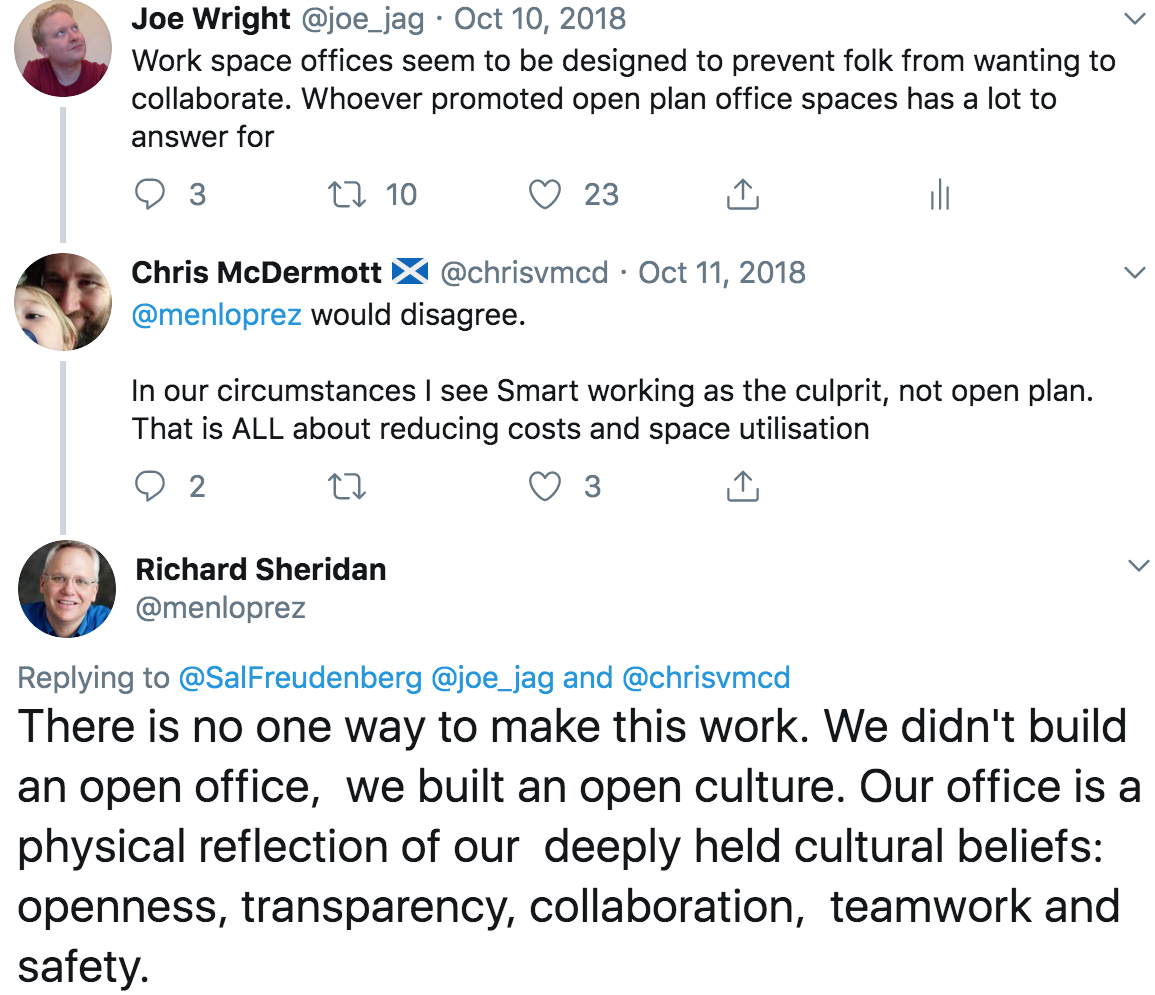 Joe Wright @joe_jag · Oct 10, 2018
Work space offices seem to be designed to prevent folk from wanting to
collaborate. Whoever promoted open plan office spaces has a lot to
answer for
3 10 23
Chris McDermott 🏴󠁧󠁢󠁳󠁣󠁴󠁿 @chrisvmcd · Oct 11, 2018
@menloprez would disagree.
In our circumstances I see Smart working as the culprit, not open plan.
That is ALL about reducing costs and space utilisation
2 3
Richard Sheridan
@menloprez
Replying to @SalFreudenberg @joe_jag and @chrisvmcd
There is no one way to make this work. We didn't build
an open office,  we built an open culture. Our office is a
physical reflection of our  deeply held cultural beliefs:
openness, transparency, collaboration,  teamwork and
safety.